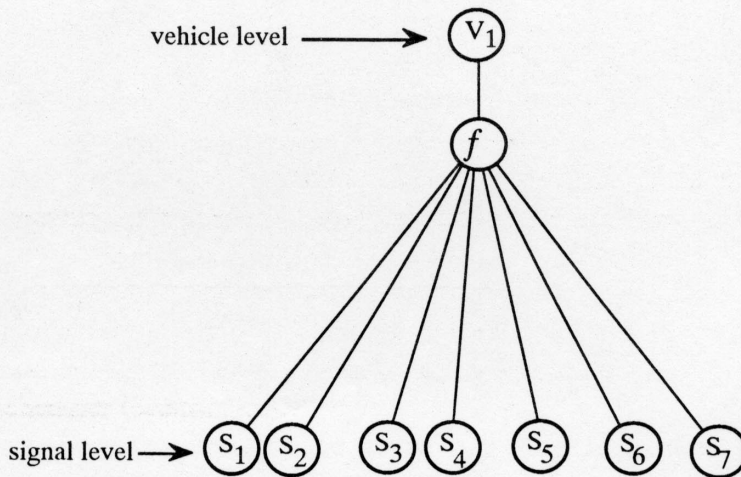 vehicle level
v1
f
signal level
s1
s2
s3
s4
s5
s6
s7